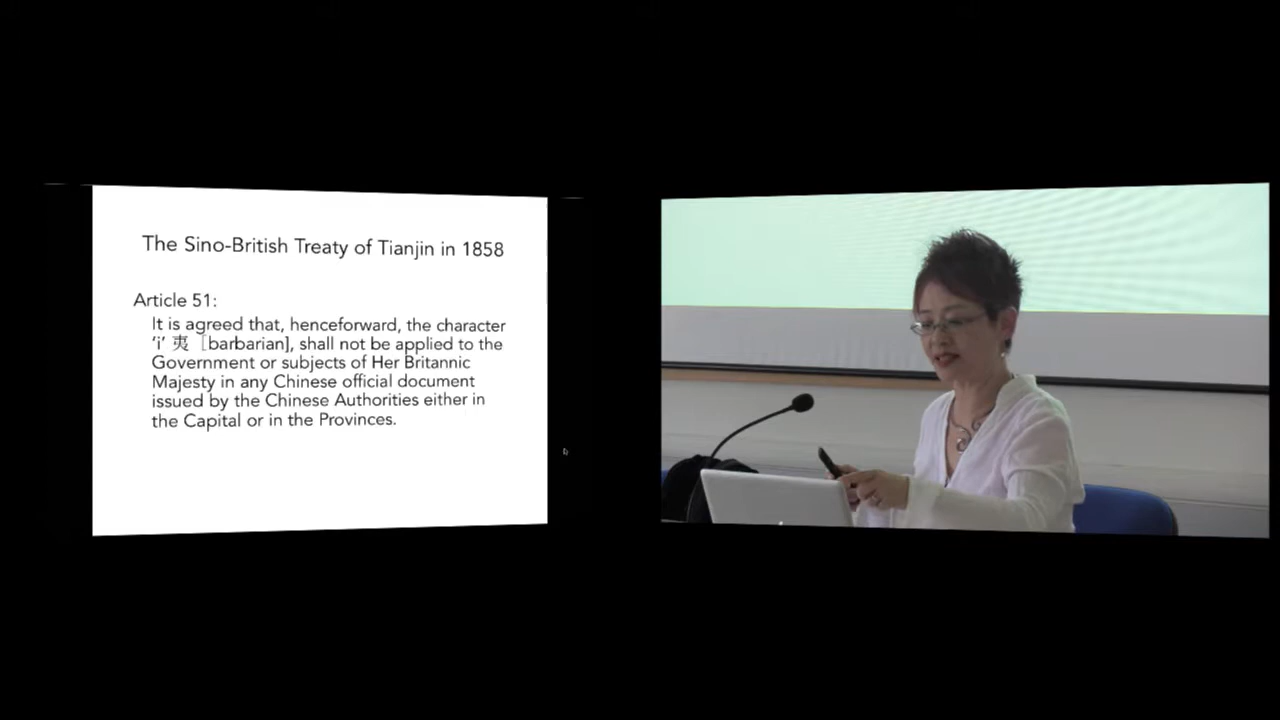 The Sino-British Treaty of Tianjin in 1858
Article 51:
It is agreed that, henceforward, the character
‘i’ 夷 [barbarian], shall not be applied to the
Government or subjects of Her Britannic
Majesty in any Chinese official document
issued by the Chinese Authorities either in
the Capital or in the Provinces.